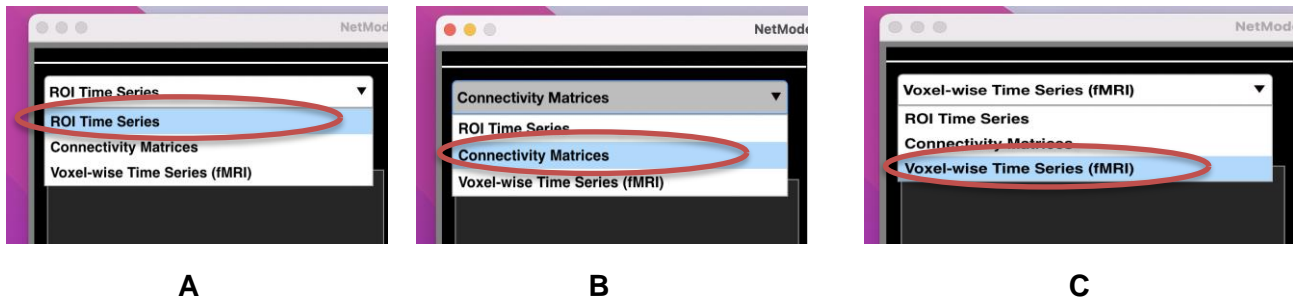 NetMod
ROI Time Series
ROI Time Series
Connectivity Matrices
Voxel-wise Time Series (fMRI)
A
NetMode
Connectivity Matrices
ROI Time Series
Connectivity Matrices
Voxel-wise Time Series (fMRI)
B
NetMode
Voxel-wise Time Series (fMRI)
ROI Time Series
Connectivity Matrices
Voxel-wise Time Series (fMRI)
C